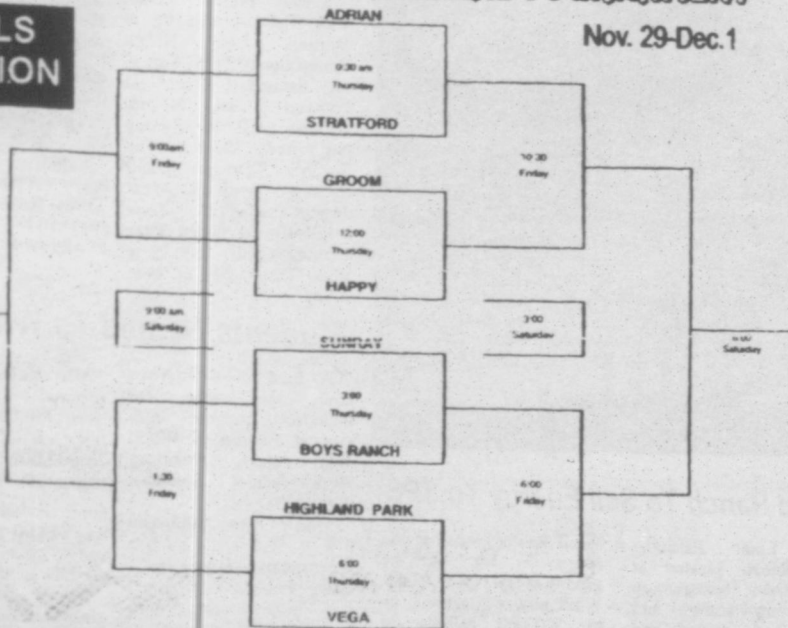 LS
ION
Nov. 29-Dec.1
ADRIAN
9:30 am
Thursday
STRATFORD
9:00am
Friday
10:30
Friday
GROOM
12:00
Thursday
HAPPY
9:00 am
Saturday
3:00
Saturday
SUNRAY
3:00
Thursday
BOYS RANCH
Saturday
1:30
Friday
6:00
Friday
HIGHLAND PARK
6:00
Thursday
VEGA